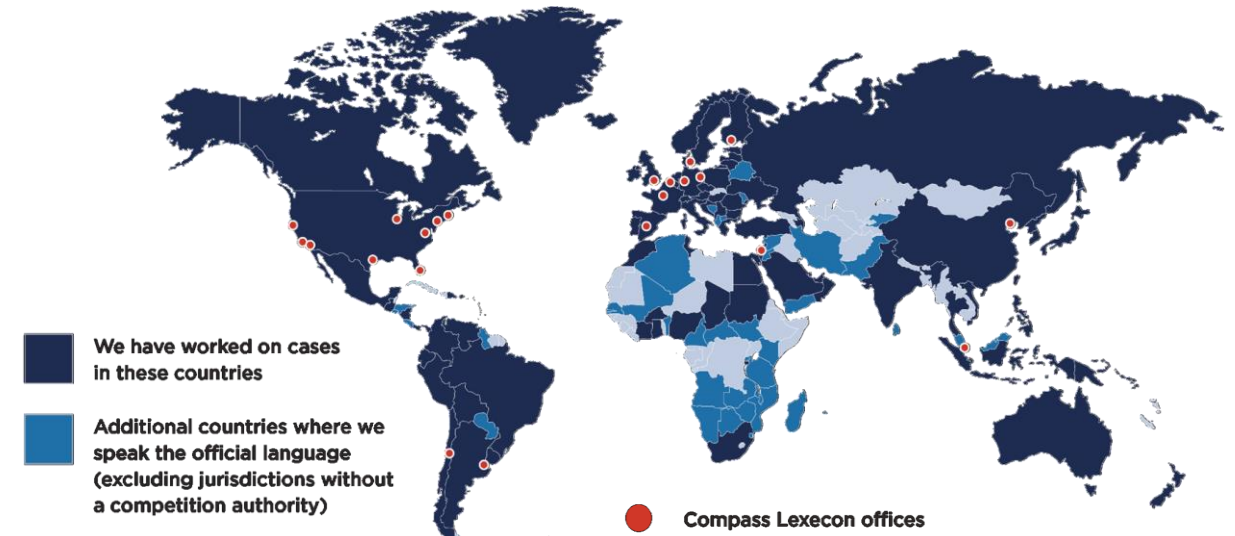 We have worked on cases
in these countries
Additional countries where we
speak the official language
(excluding jurisdictions without
a competition authority)
Compass Lexecon offices